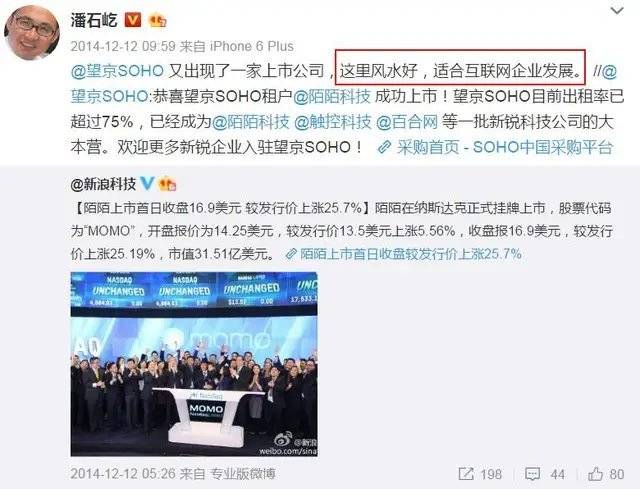 潘石屹
2014-12-12 09:59 来自 iPhone 6 Plus
@望京SOHO 又出现了一家上市公司，这里风水好，适合互联网企业发展。//@
望京SOHO:恭喜望京SOHO租户@陌陌科技 成功上市！望京SOHO目前出租率已
超过75%，已经成为@陌陌科技 @触控科技 @百合网 等一批新锐科技公司的大
本营。欢迎更多新锐企业入驻望京SOHO！ 采购首页 - SOHO中国采购平台
@新浪科技
【陌陌上市首日收盘16.9美元 较发行价上涨25.7%】陌陌在纳斯达克正式挂牌上市，股票代码
为“MOMO”，开盘报价为14.25美元，较发行价13.5美元上涨5.56%，收盘报16.9美元，较发行
价上涨25.19%，市值31.51亿美元。 陌陌上市首日收盘较发行价上涨25.7%
NASDAQ NASDAQ
UNCHANGED UNCHANGED UNCHANGED
momo
Nasdaq
MOMO
@新浪
weibo.com/sina
2014-12-12 05:26 来自 专业版微博
198 44 80